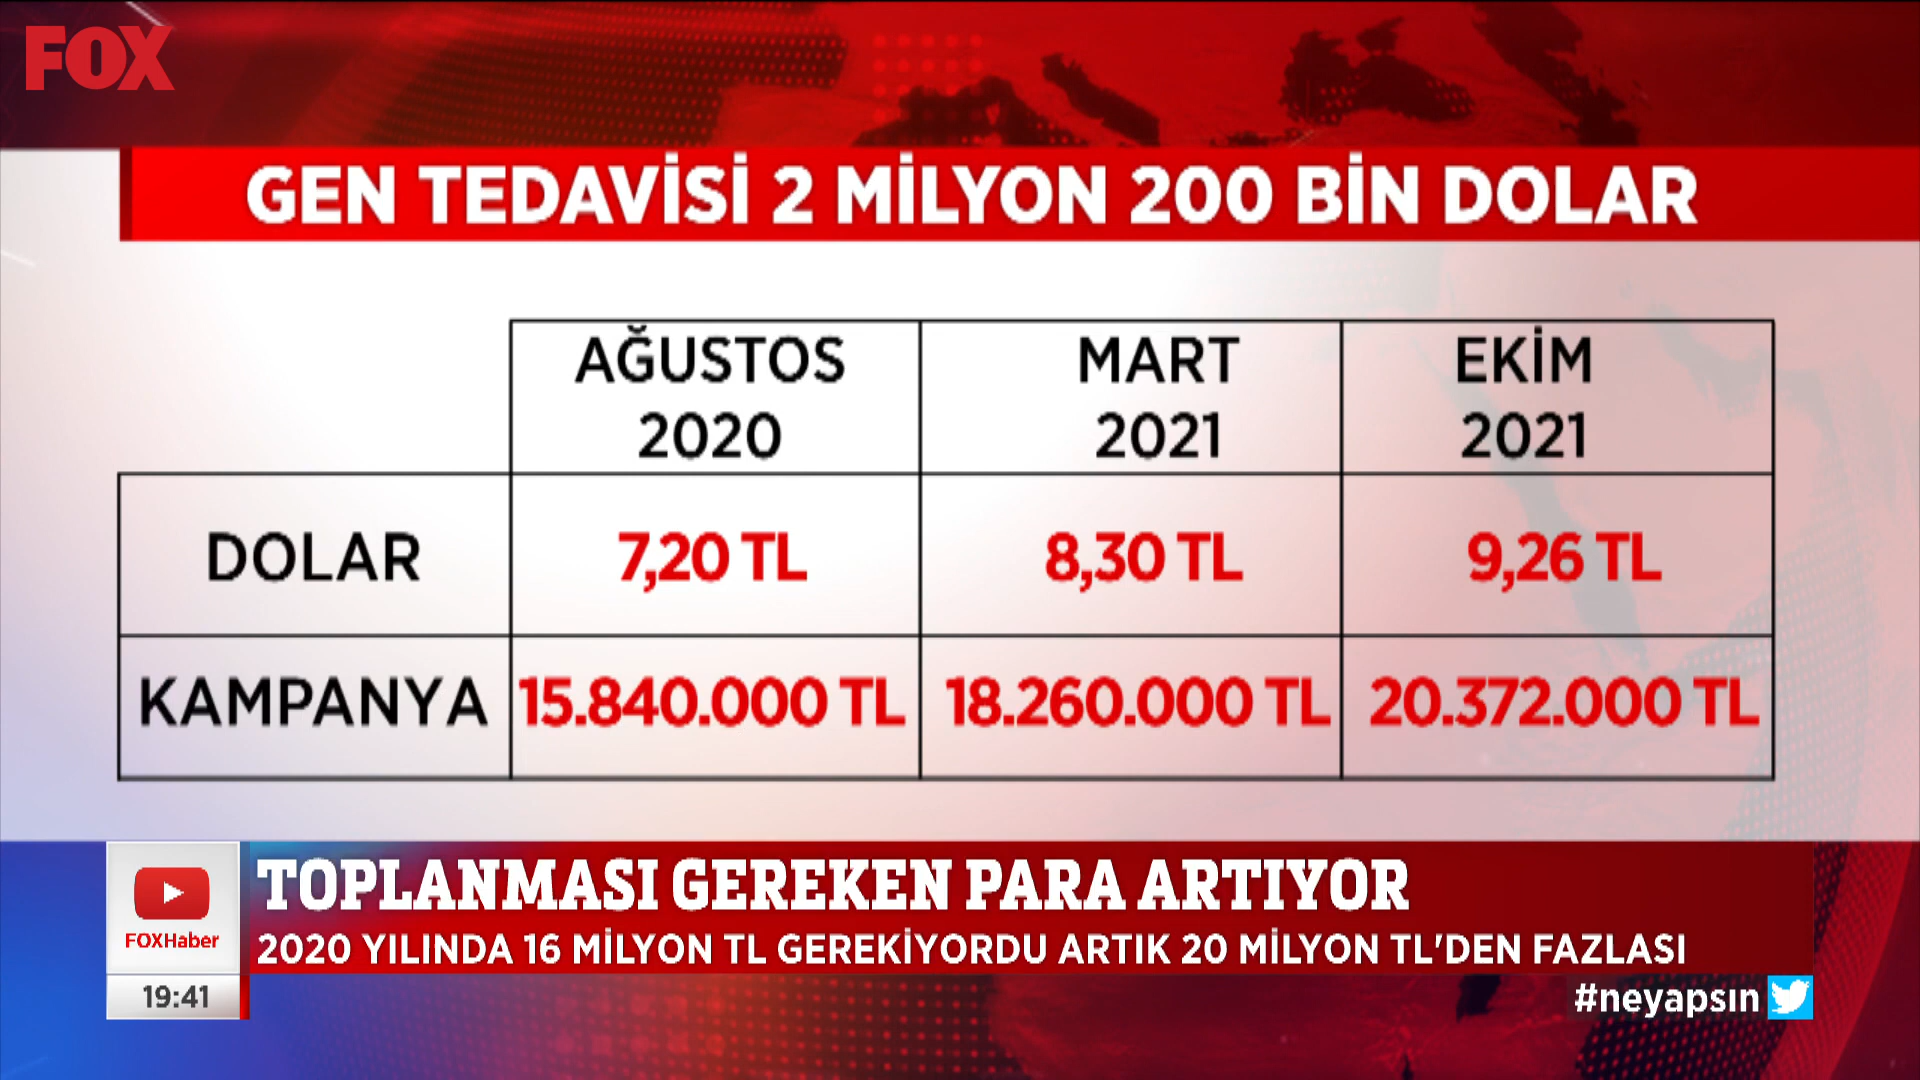 FOX
GEN TEDAVİSİ 2 MİLYON 200 BİN DOLAR
AĞUSTOS 2020
MART 2021
EKİM 2021
DOLAR 7,20 TL 8,30 TL 9,26 TL
KAMPANYA 15.840.000 TL 18.260.000 TL 20.372.000 TL
TOPLANMASI GEREKEN PARA ARTIYOR
FOXHaber
2020 YILINDA 16 MİLYON TL GEREKİYORDU ARTIK 20 MİLYON TL'DEN FAZLASI
19:41
#neyapsın